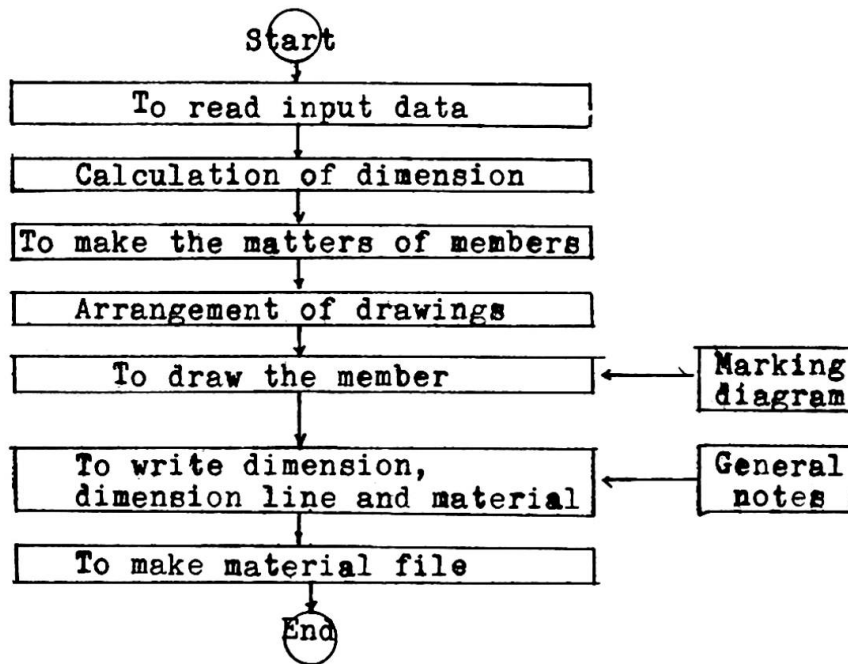 Start
To read input data
Calculation of dimension
To make the matters of members
Arrangement of drawings
To draw the member
Marking
diagram
To write dimension,
dimension line and material
General
notes
To make material file
End